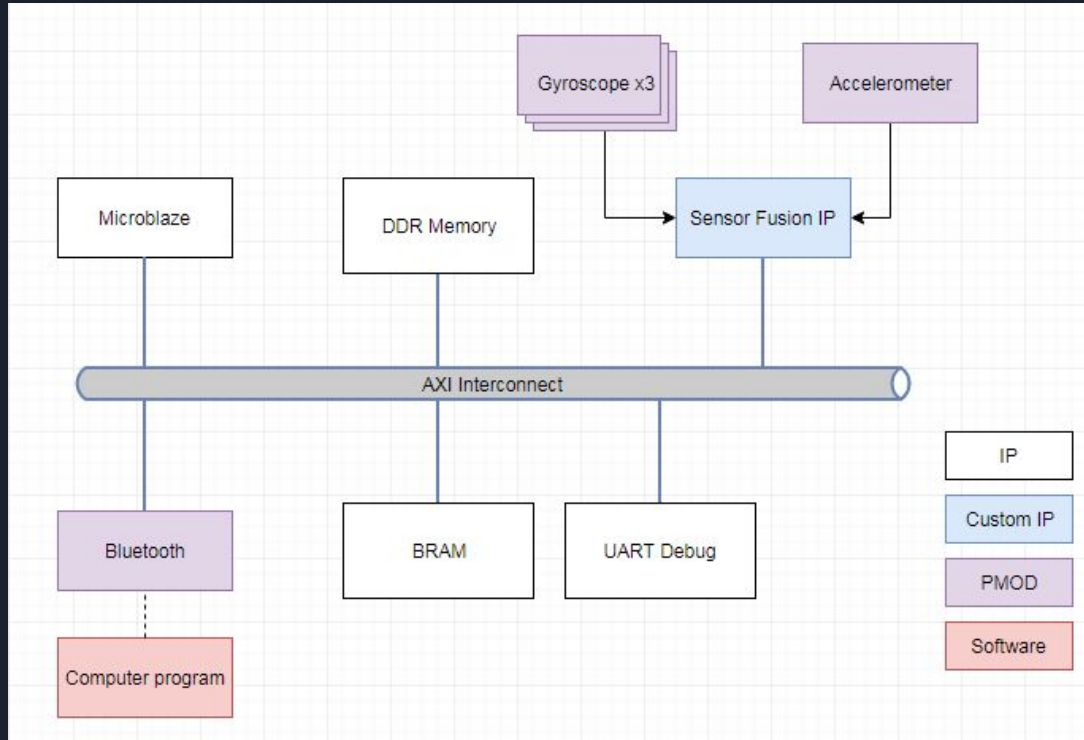 Gyroscope x3
Accelerometer
Microblaze
DDR Memory
Sensor Fusion IP
AXI Interconnect
IP
Custom IP
Bluetooth
BRAM
UART Debug
PMOD
Software
Computer program